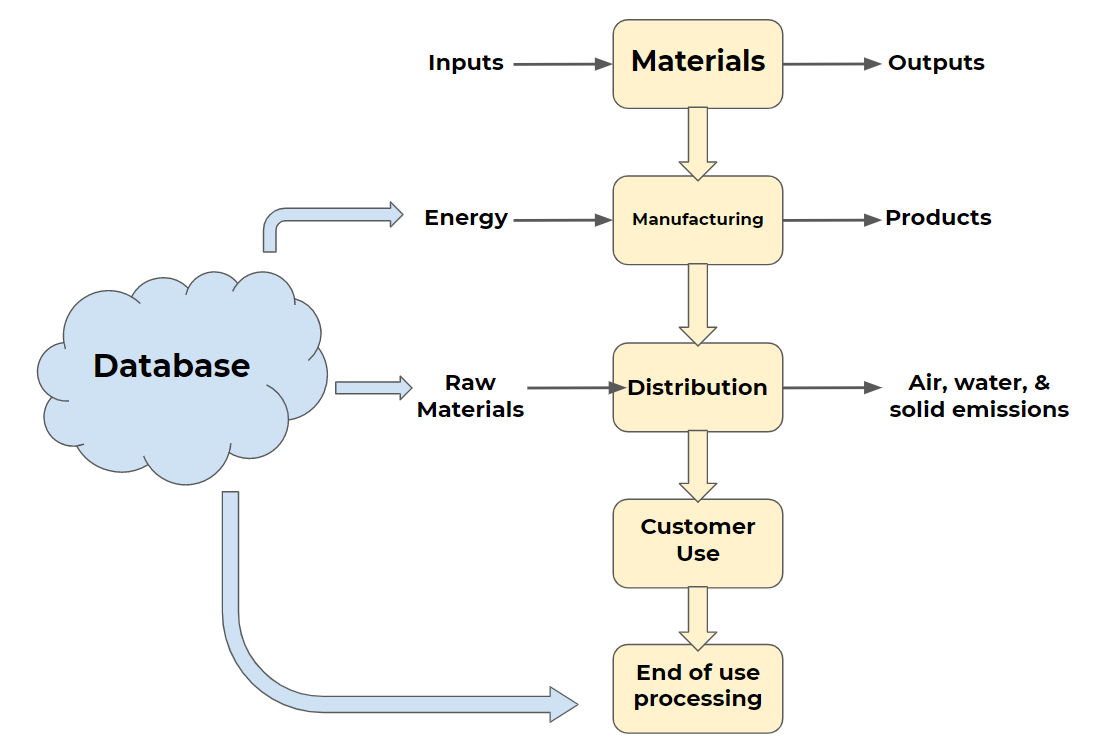 Inputs
Materials
Outputs
Energy
Manufacturing
Products
Database
Raw
Materials
Distribution
Air, water, &
solid emissions
Customer
Use
End of use
processing